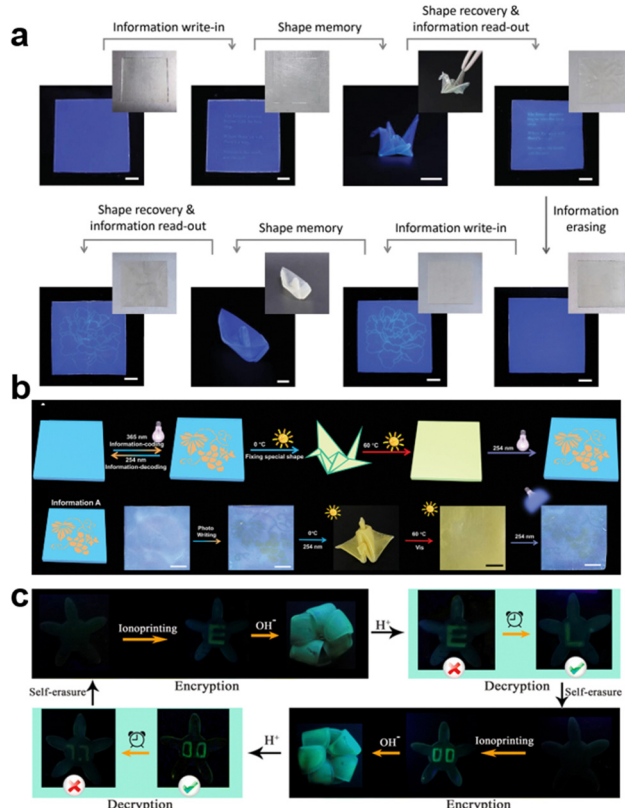 a
Information write-in
Shape memory
Shape recovery &
information read-out
Information
erasing
Shape recovery &
information read-out
Shape memory
Information write-in
b
365 nm
Information-coding
254 nm
Information-decoding
0 °C
Fixing special shape
60 °C
254 nm
Information A
Photo
Writing
0°C
254 nm
60 °C
Vis
254 nm
c
Ionoprinting
E
OH-
H+
E
L
Encryption
Decryption
Self-erasure
Self-erasure
00
H+
OH-
00
Ionoprinting
Decryption
Encryption